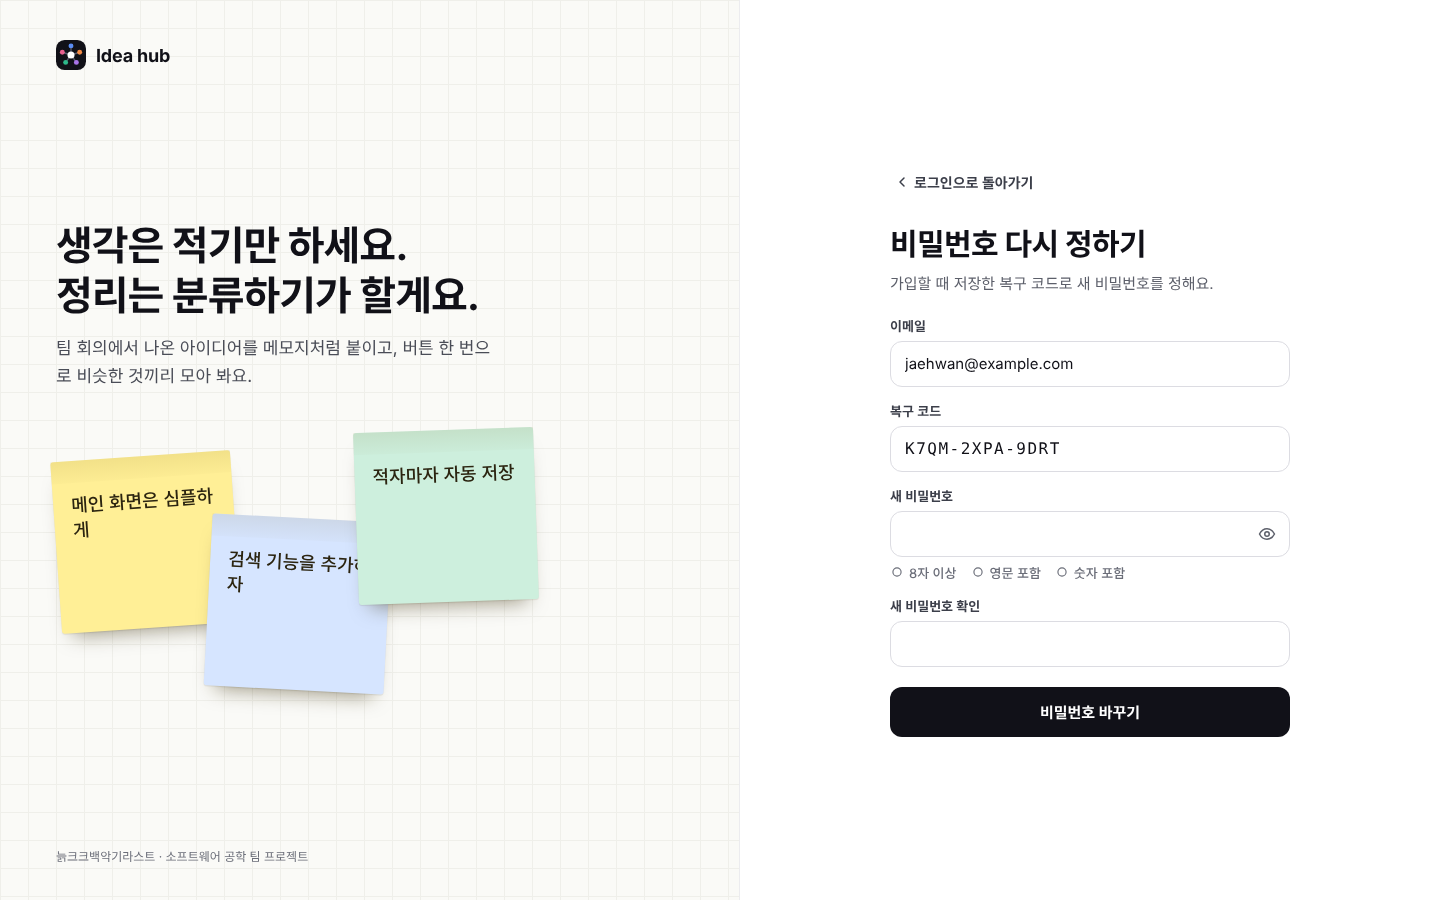 Idea hub
생각은 적기만 하세요.
정리는 분류하기가 할게요.
팀 회의에서 나온 아이디어를 메모지처럼 붙이고, 버튼 한 번으
로 비슷한 것끼리 모아 봐요.
메인 화면은 심플하
게
검색 기능을 추가하
자
적자마자 자동 저장
늙크크백악기라스트 · 소프트웨어 공학 팀 프로젝트
로그인으로 돌아가기
비밀번호 다시 정하기
가입할 때 저장한 복구 코드로 새 비밀번호를 정해요.
이메일
jaehwan@example.com
복구 코드
K7QM-2XPA-9DRT
새 비밀번호
8자 이상 영문 포함 숫자 포함
새 비밀번호 확인
비밀번호 바꾸기